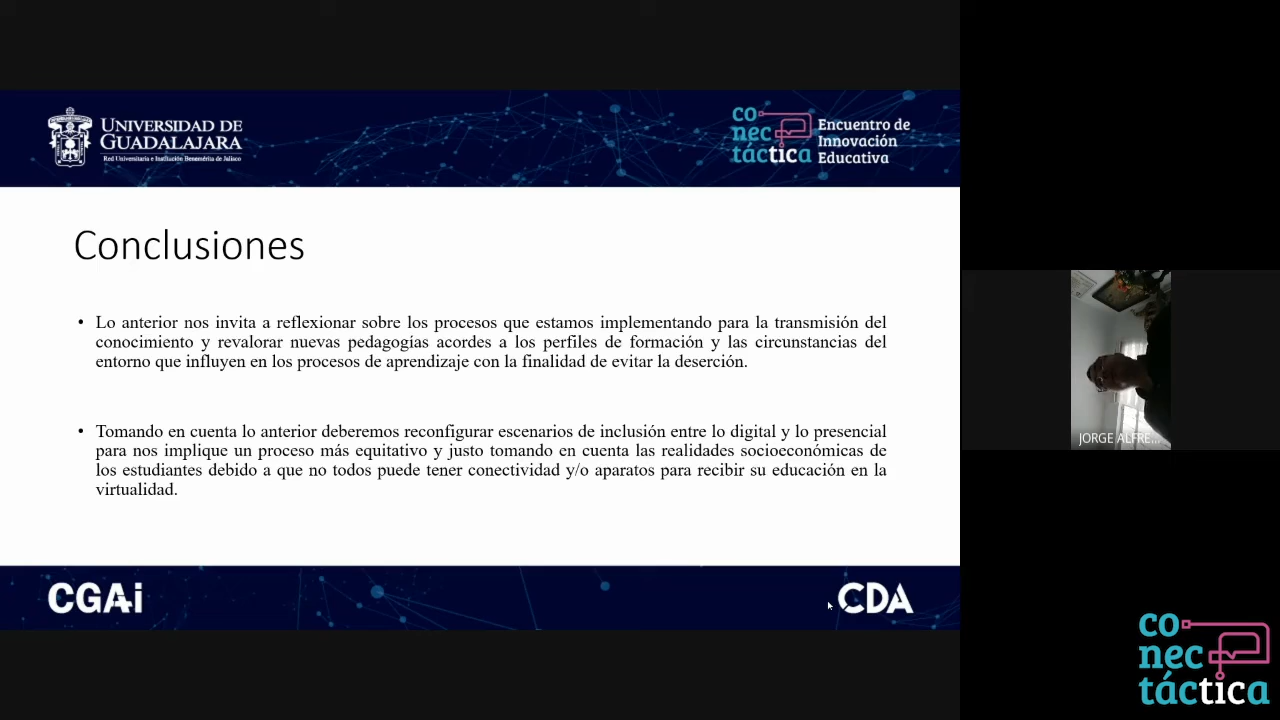 UNIVERSIDAD DE
GUADALAJARA
Red Universitaria e Institución Benemérita de Jalisco
co
nec
táctica
Encuentro de
Innovación
Educativa
Conclusiones
• Lo anterior nos invita a reflexionar sobre los procesos que estamos implementando para la transmisión del
conocimiento y revalorar nuevas pedagogías acordes a los perfiles de formación y las circunstancias del
entorno que influyen en los procesos de aprendizaje con la finalidad de evitar la deserción.
• Tomando en cuenta lo anterior deberemos reconfigurar escenarios de inclusión entre lo digital y lo presencial
para nos implique un proceso más equitativo y justo tomando en cuenta las realidades socioeconómicas de
los estudiantes debido a que no todos puede tener conectividad y/o aparatos para recibir su educación en la
virtualidad.
JORGE ALFRE...
CGAi
CDA
co
nec
táctica